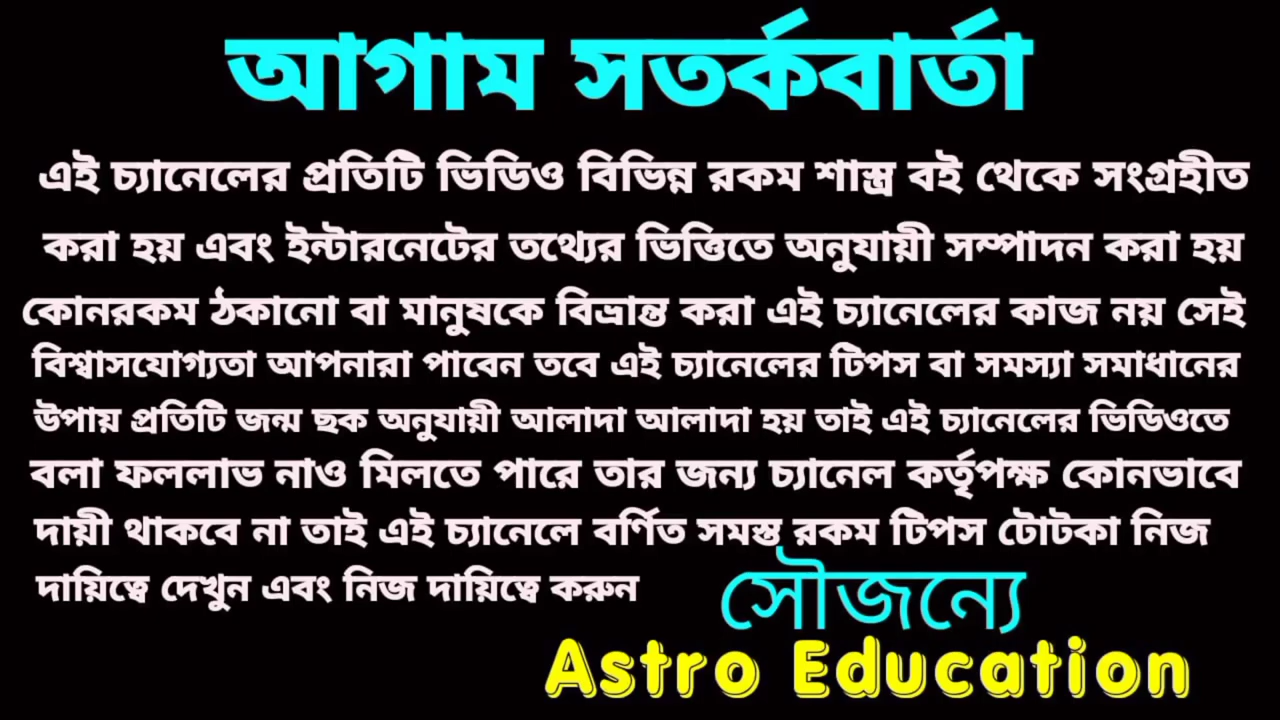 আগাম সতর্কবার্তা
এই চ্যানেলের প্রতিটি ভিডিও বিভিন্ন রকম শাস্ত্র বই থেকে সংগ্রহীত
করা হয় এবং ইন্টারনেটের তথ্যের ভিত্তিতে অনুযায়ী সম্পাদন করা হয়
কোনরকম ঠকানো বা মানুষকে বিভ্রান্ত করা এই চ্যানেলের কাজ নয় সেই
বিশ্বাসযোগ্যতা আপনারা পাবেন তবে এই চ্যানেলের টিপস বা সমস্যা সমাধানের
উপায় প্রতিটি জন্ম ছক অনুযায়ী আলাদা আলাদা হয় তাই এই চ্যানেলের ভিডিওতে
বলা ফললাভ নাও মিলতে পারে তার জন্য চ্যানেল কর্তৃপক্ষ কোনভাবে
দায়ী থাকবে না তাই এই চ্যানেলে বর্ণিত সমস্ত রকম টিপস টোটকা নিজ
দায়িত্বে দেখুন এবং নিজ দায়িত্বে করুন
সৌজন্যে
Astro Education